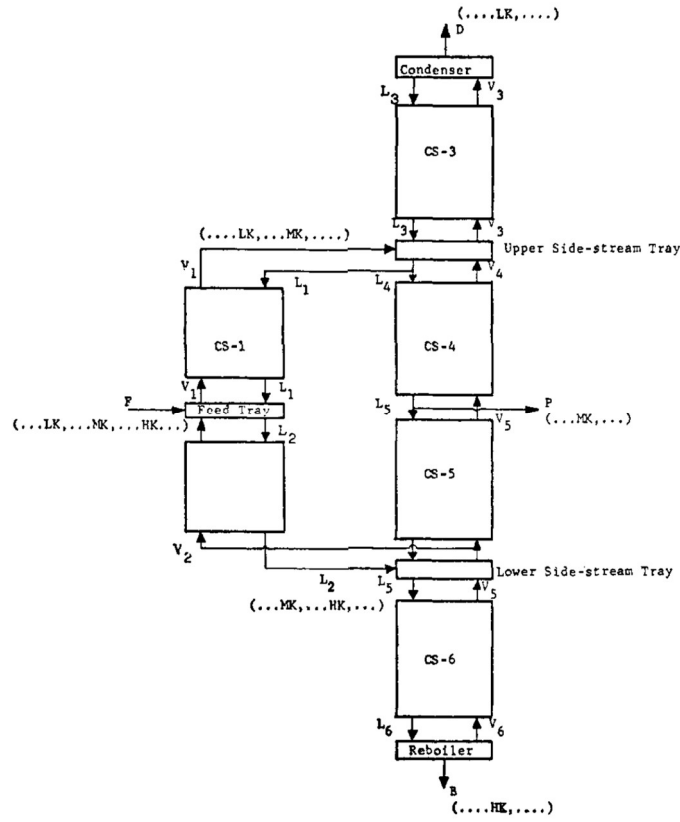 (....LK,....)
D
Condenser
L3 V3
CS-3
L3 V3
(....LK,...MK,....)
Upper Side-stream Tray
V1 V4
L1 L4
CS-1 CS-4
V1 L1
F Feed Tray L5 P
(...LK,...MK,...HK...) L2 V5 (...MK,...)
CS-5
V2
L2 L5 Lower Side-stream Tray
V5
(...MK,...HK,...)
CS-6
L6 V6
Reboiler
B
(....HK,....)